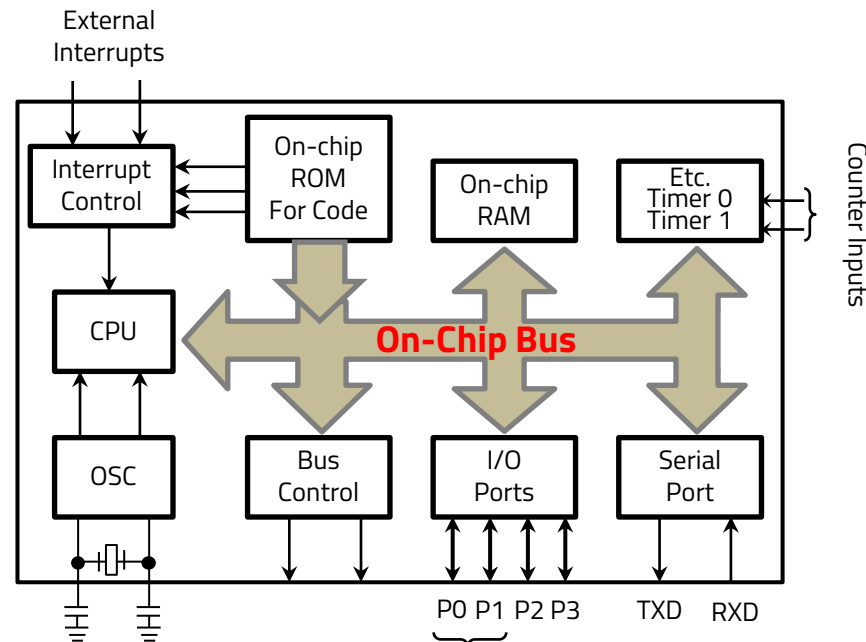 External
Interrupts
Interrupt
Control
On-chip
ROM
For Code
On-chip
RAM
Etc.
Timer 0
Timer 1
Counter Inputs
CPU
On-Chip Bus
OSC
Bus
Control
I/O
Ports
Serial
Port
P0 P1 P2 P3
TXD RXD